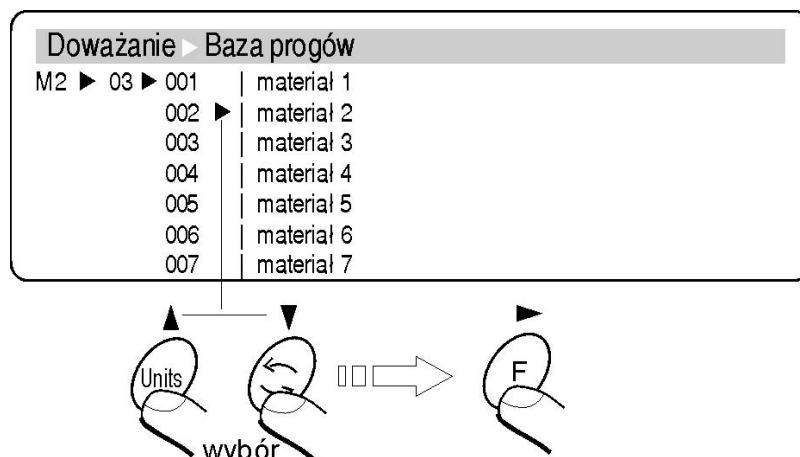 Doważanie ▷ Baza progów
M2 ► 03 ► 001 | materiał 1
002 ► | materiał 2
003 | materiał 3
004 | materiał 4
005 | materiał 5
006 | materiał 6
007 | materiał 7
Units
F
wybór